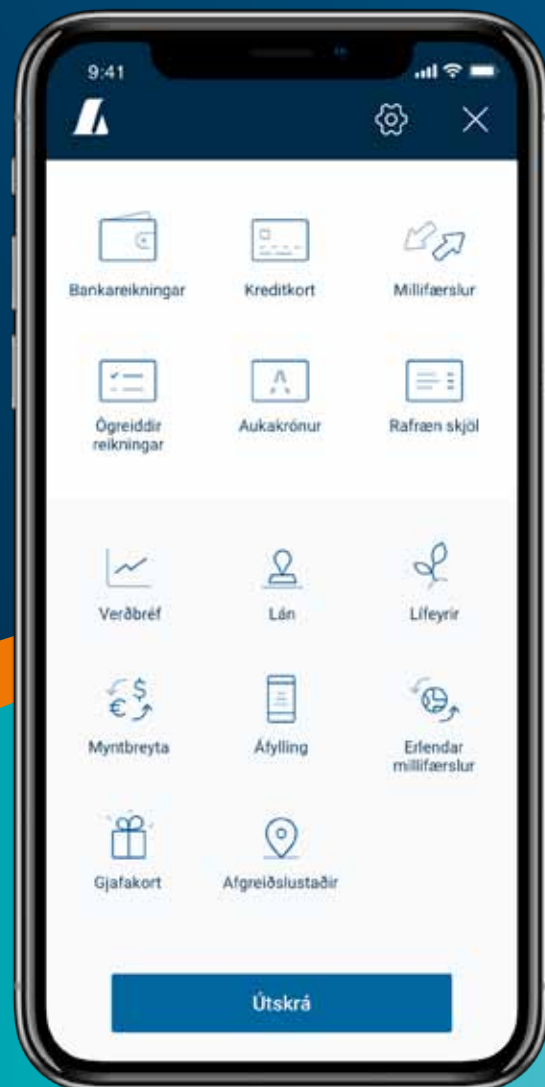 9:41
Bankareikningar
Kreditkort
Millifærslur
Ógreiddir
reikningar
Aukakrónur
Rafræn skjöl
Verðbréf
Lán
Lífeyrir
Myntbreyta
Áfylling
Erlendar
millifærslur
Gjafakort
Afgreiðslustaðir
Útskrá